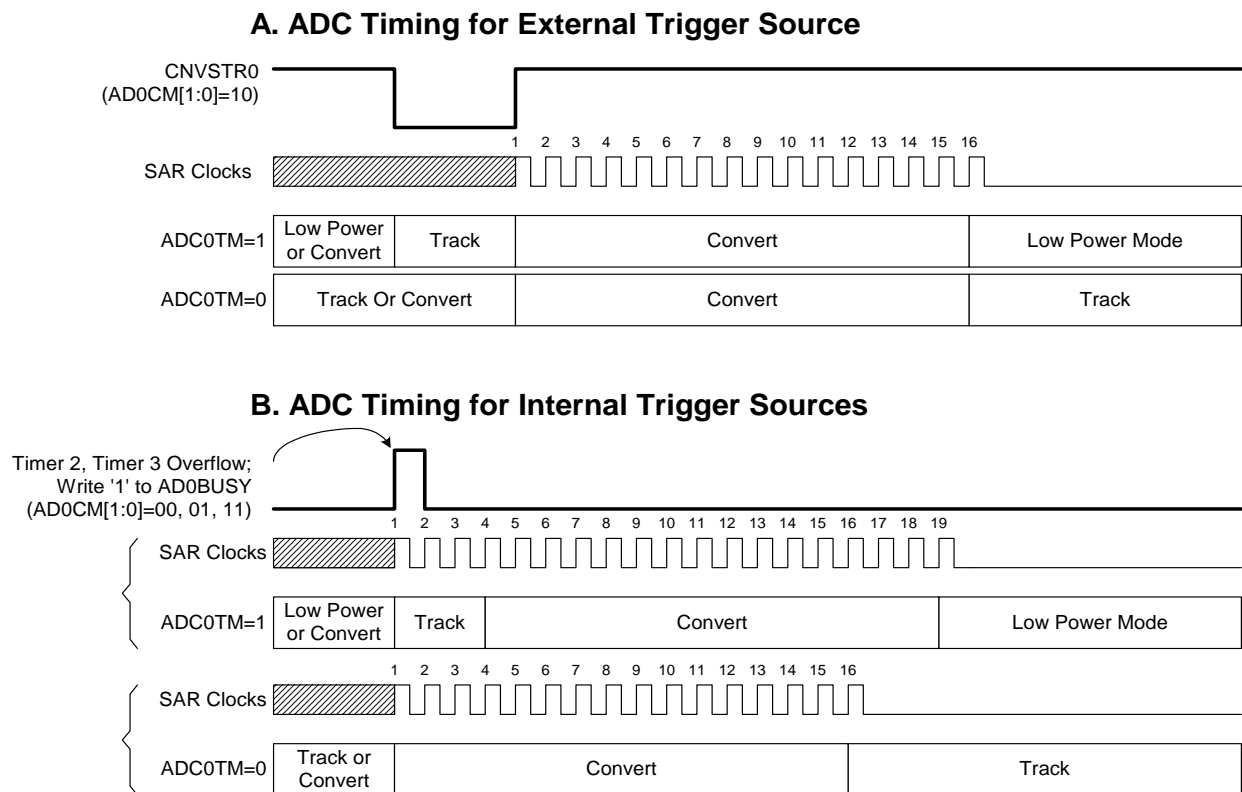 A. ADC Timing for External Trigger Source
CNVSTR0
(AD0CM[1:0]=10)
1 2 3 4 5 6 7 8 9 10 11 12 13 14 15 16
SAR Clocks
ADC0TM=1
Low Power
or Convert
Track
Convert
Low Power Mode
ADC0TM=0
Track Or Convert
Convert
Track
B. ADC Timing for Internal Trigger Sources
Timer 2, Timer 3 Overflow;
Write '1' to AD0BUSY
(AD0CM[1:0]=00, 01, 11)
1 2 3 4 5 6 7 8 9 10 11 12 13 14 15 16 17 18 19
SAR Clocks
ADC0TM=1
Low Power
or Convert
Track
Convert
Low Power Mode
1 2 3 4 5 6 7 8 9 10 11 12 13 14 15 16
SAR Clocks
ADC0TM=0
Track or
Convert
Convert
Track